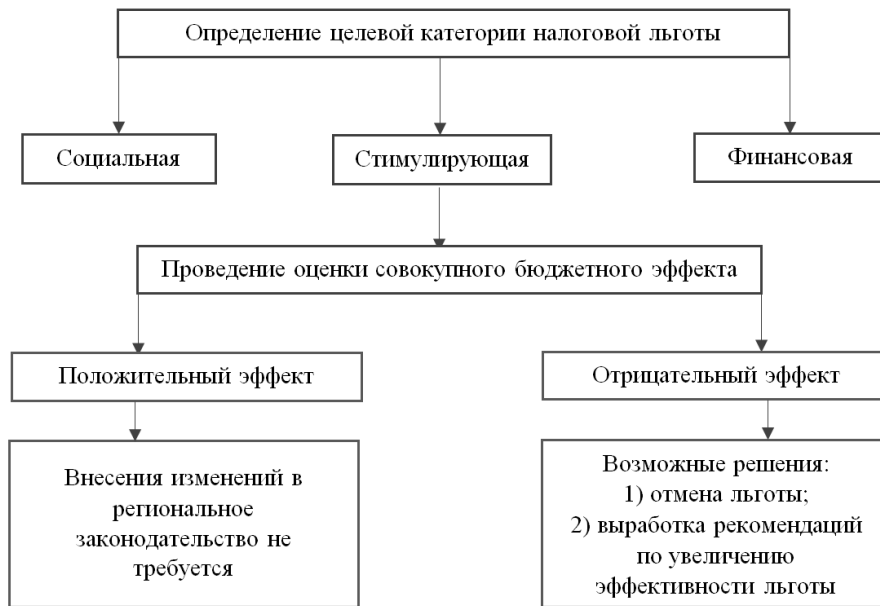 Определение целевой категории налоговой льготы
Социальная
Стимулирующая
Финансовая
Проведение оценки совокупного бюджетного эффекта
Положительный эффект
Отрицательный эффект
Внесения изменений в
региональное
законодательство не
требуется
Возможные решения:
1) отмена льготы;
2) выработка рекомендаций
по увеличению
эффективности льготы